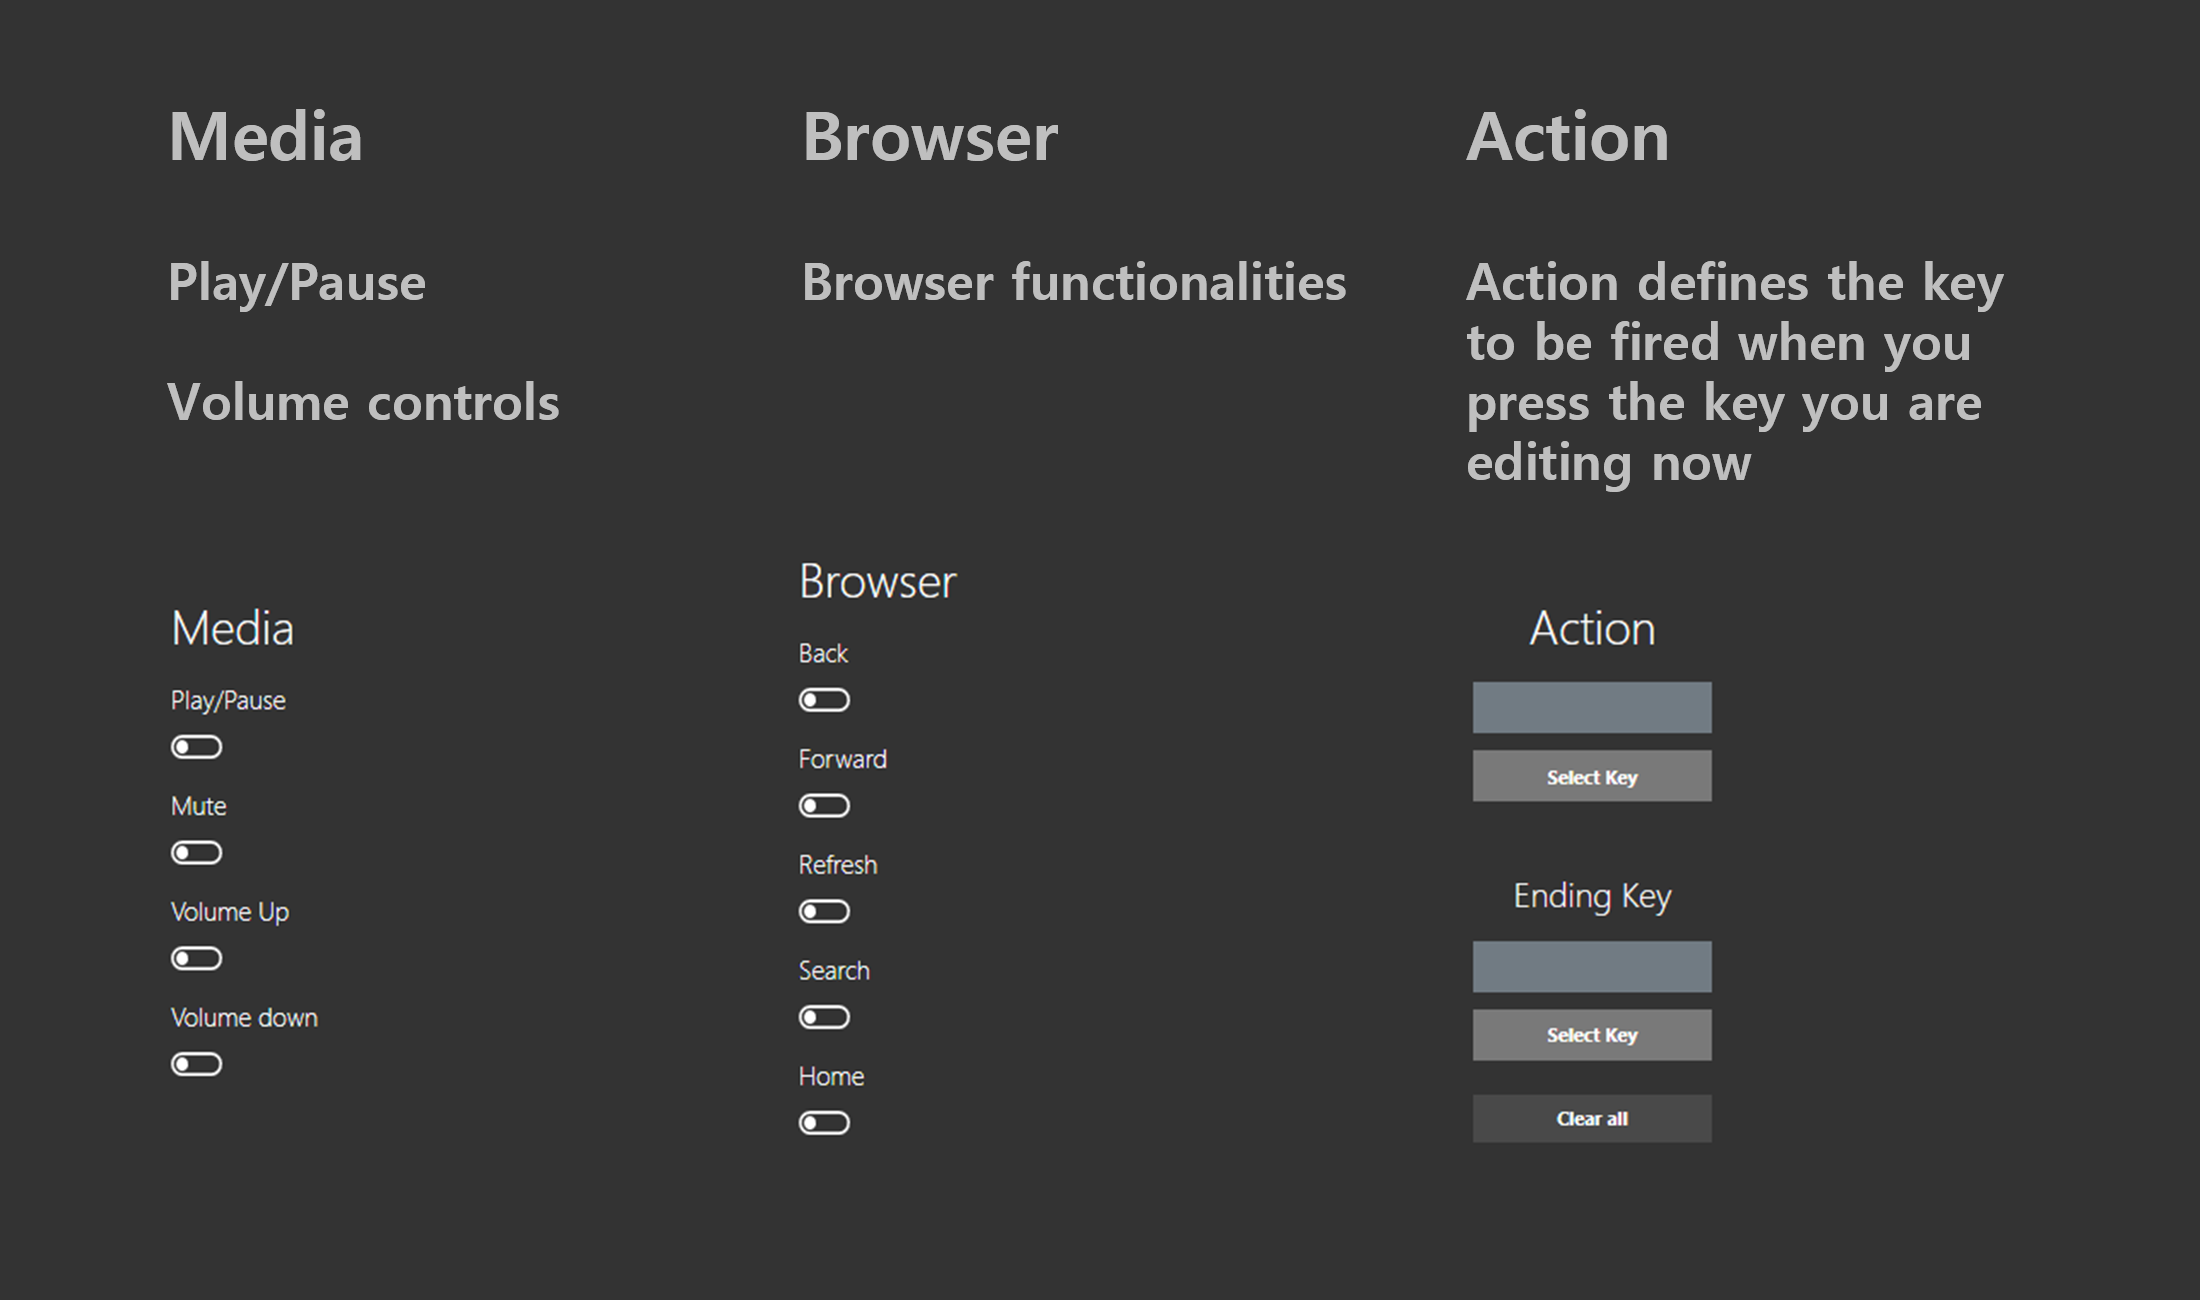 Media
Play/Pause
Volume controls
Browser
Browser functionalities
Action
Action defines the key
to be fired when you
press the key you are
editing now
Media
Play/Pause
Mute
Volume Up
Volume down
Browser
Back
Forward
Refresh
Search
Home
Action
Select Key
Ending Key
Select Key
Clear all